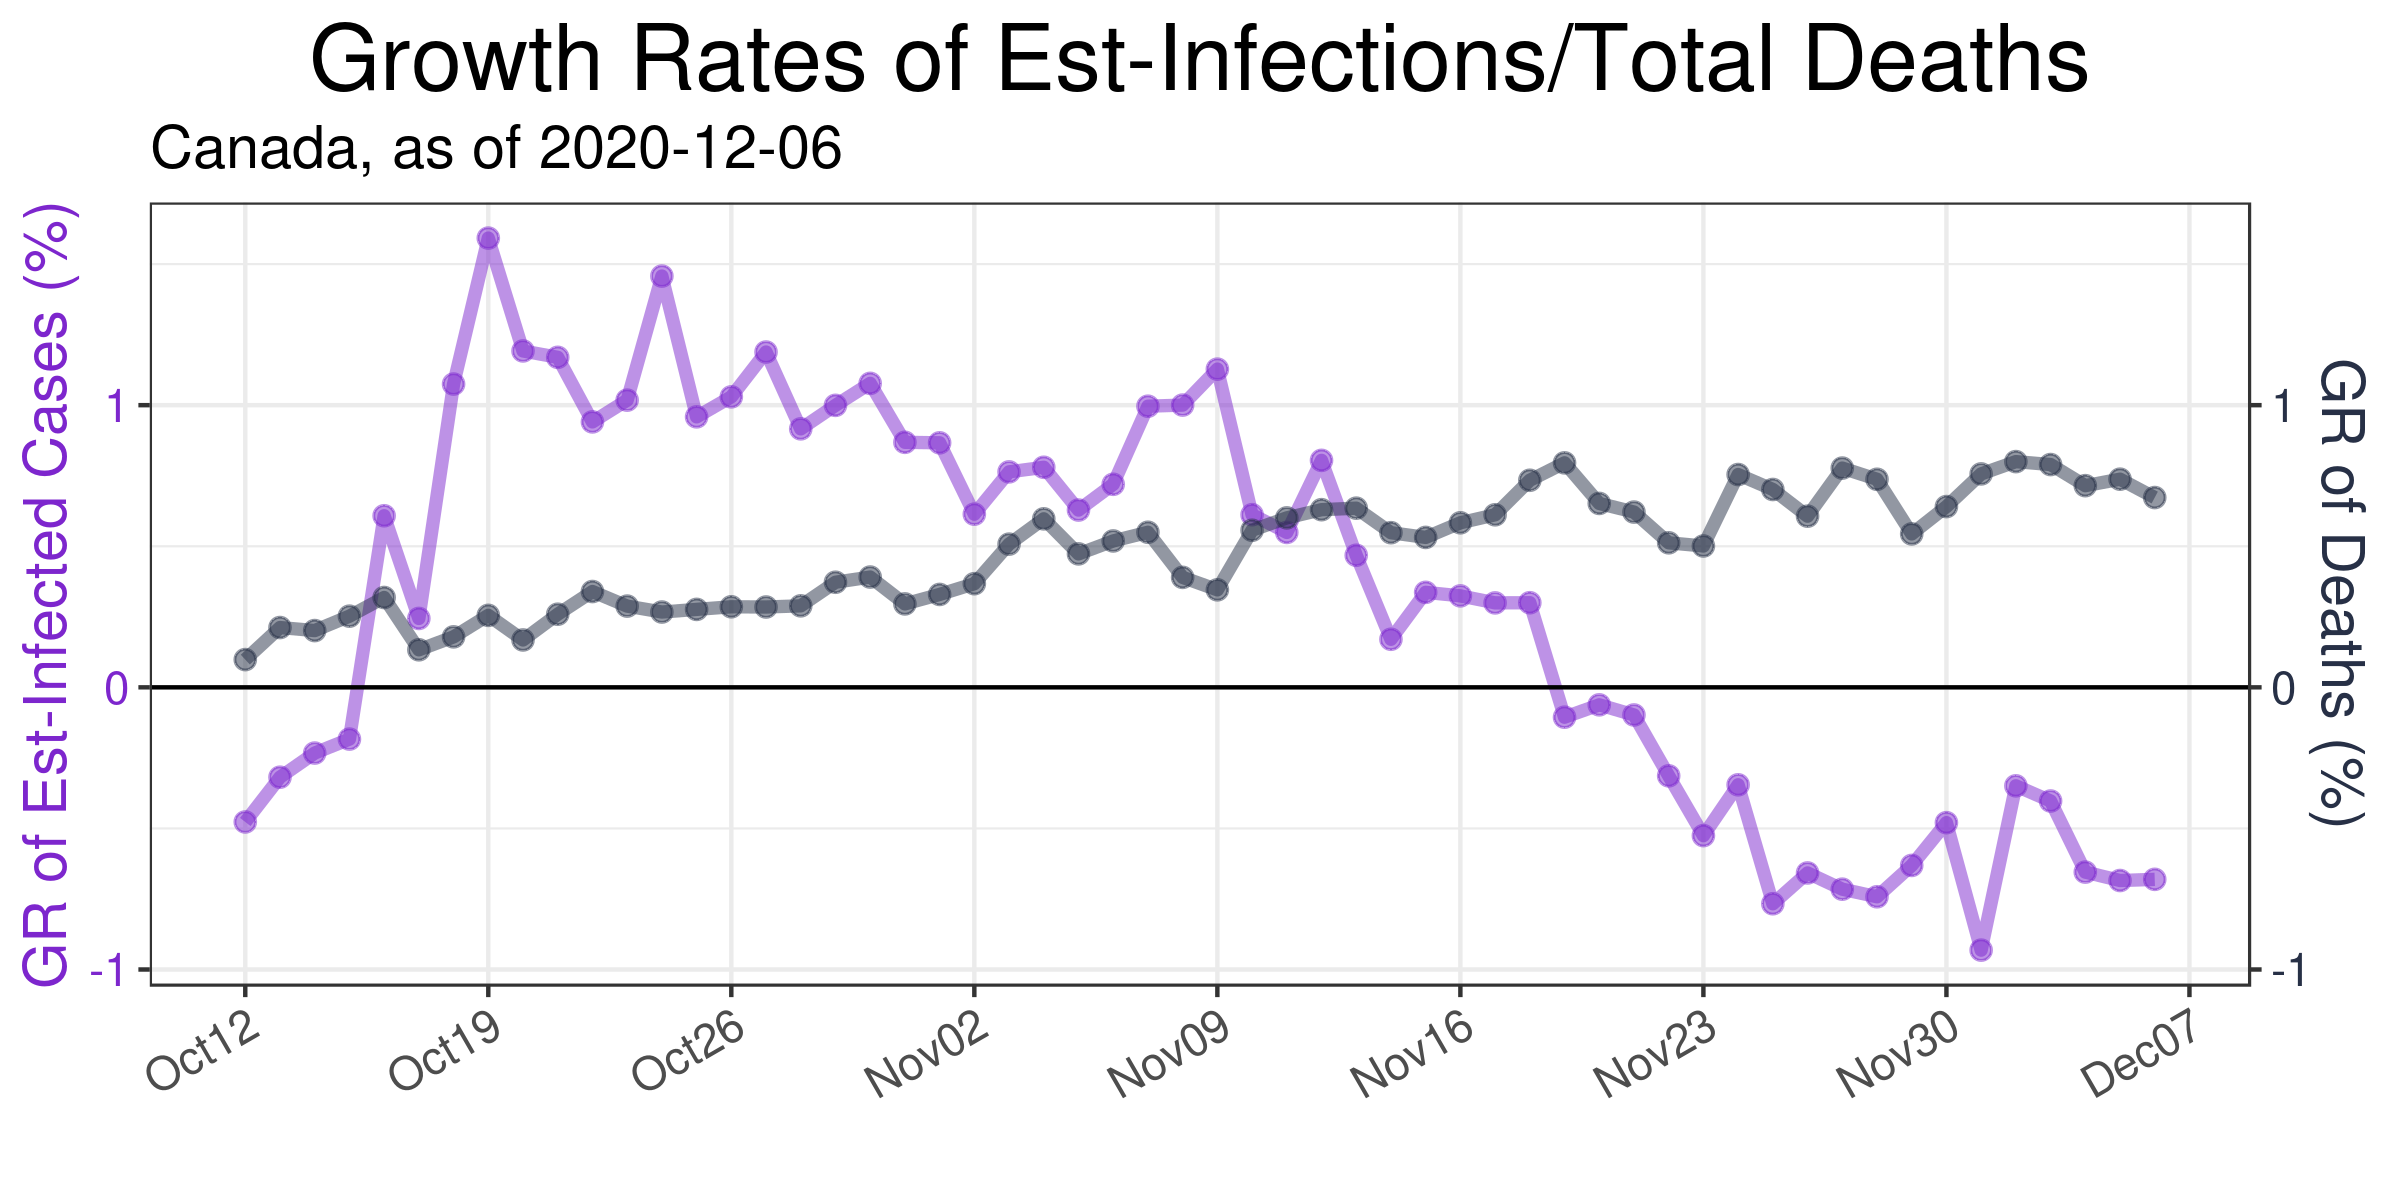 Growth Rates of Est-Infections/Total Deaths
Canada, as of 2020-12-06
GR of Est-Infected Cases (%)
1
0
-1
1
0
-1
GR of Deaths (%)
Oct12
Oct19
Oct26
Nov02
Nov09
Nov16
Nov23
Nov30
Dec07